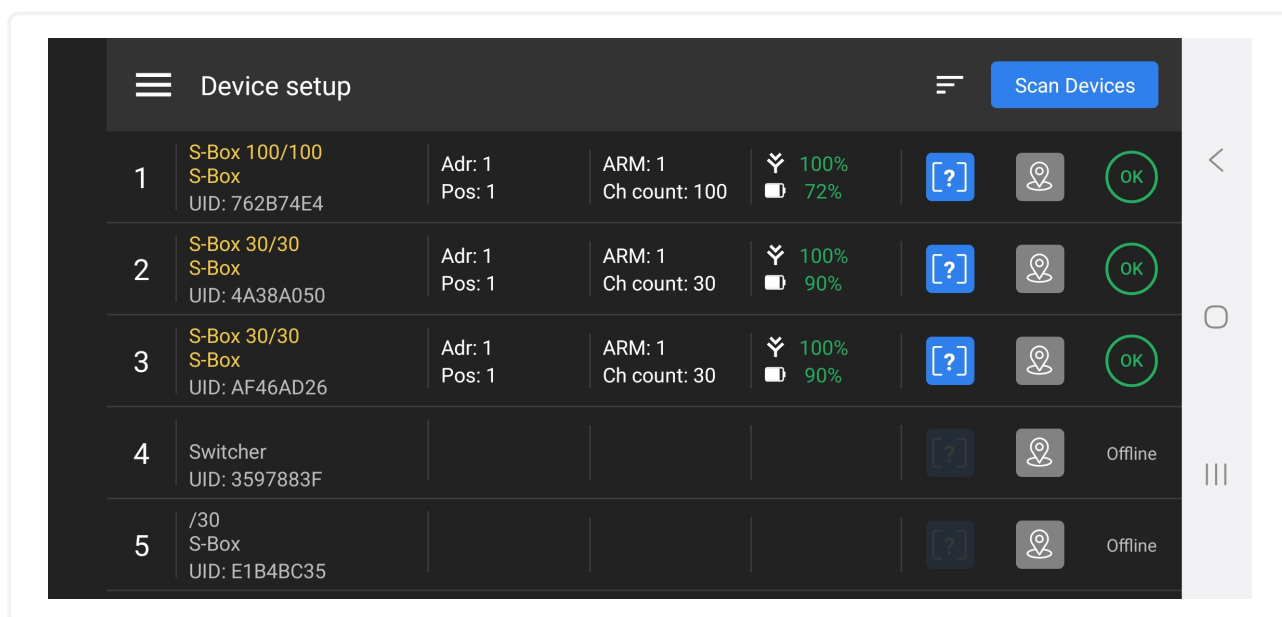 Device setup
Scan Devices
1
S-Box 100/100
S-Box
UID: 762B74E4
Adr: 1
Pos: 1
ARM: 1
Ch count: 100
100%
72%
[?]
OK
2
S-Box 30/30
S-Box
UID: 4A38A050
Adr: 1
Pos: 1
ARM: 1
Ch count: 30
100%
90%
[?]
OK
3
S-Box 30/30
S-Box
UID: AF46AD26
Adr: 1
Pos: 1
ARM: 1
Ch count: 30
100%
90%
[?]
OK
4
Switcher
UID: 3597883F
[?]
Offline
5
/30
S-Box
UID: E1B4BC35
[?]
Offline